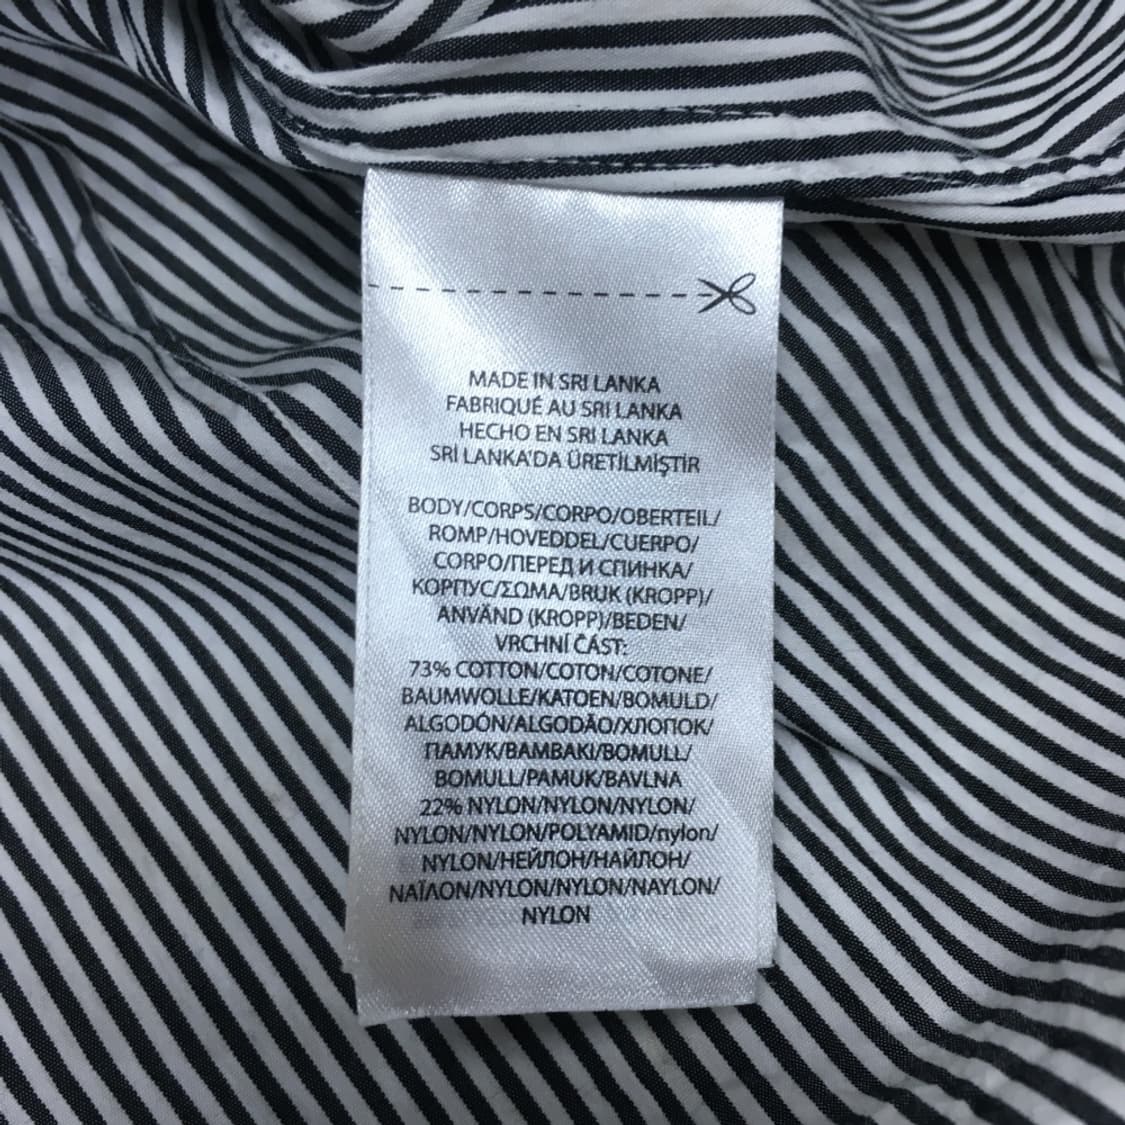 MADE IN SRI LANKA
FABRIQUÉ AU SRI LANKA
HECHO EN SRI LANKA
SRİ LANKA'DA ÜRETİLMİŞTİR
BODY/CORPS/CORPO/OBERTEIL/
ROMP/HOVEDDEL/CUERPO/
CORPO/ПЕРЕД И СПИНКА/
КОРПУС/ΣΩΜΑ/BRUK (KROPP)/
ANVÄND (KROPP)/BEDEN/
VRCHNÍ ČÁST:
73% COTTON/COTON/COTONE/
BAUMWOLLE/KATOEN/BOMULD/
ALGODÓN/ALGODÃO/ХЛОПОК/
ПАМУК/ΒΑΜΒΑΚΙ/BOMULL/
BOMULL/PAMUK/BAVLNA
22% NYLON/NYLON/NYLON/
NYLON/NYLON/POLYAMID/nylon/
NYLON/НЕЙЛОН/НАЙЛОН/
ΝΑΪΛΟΝ/NYLON/NYLON/NAYLON/
NYLON